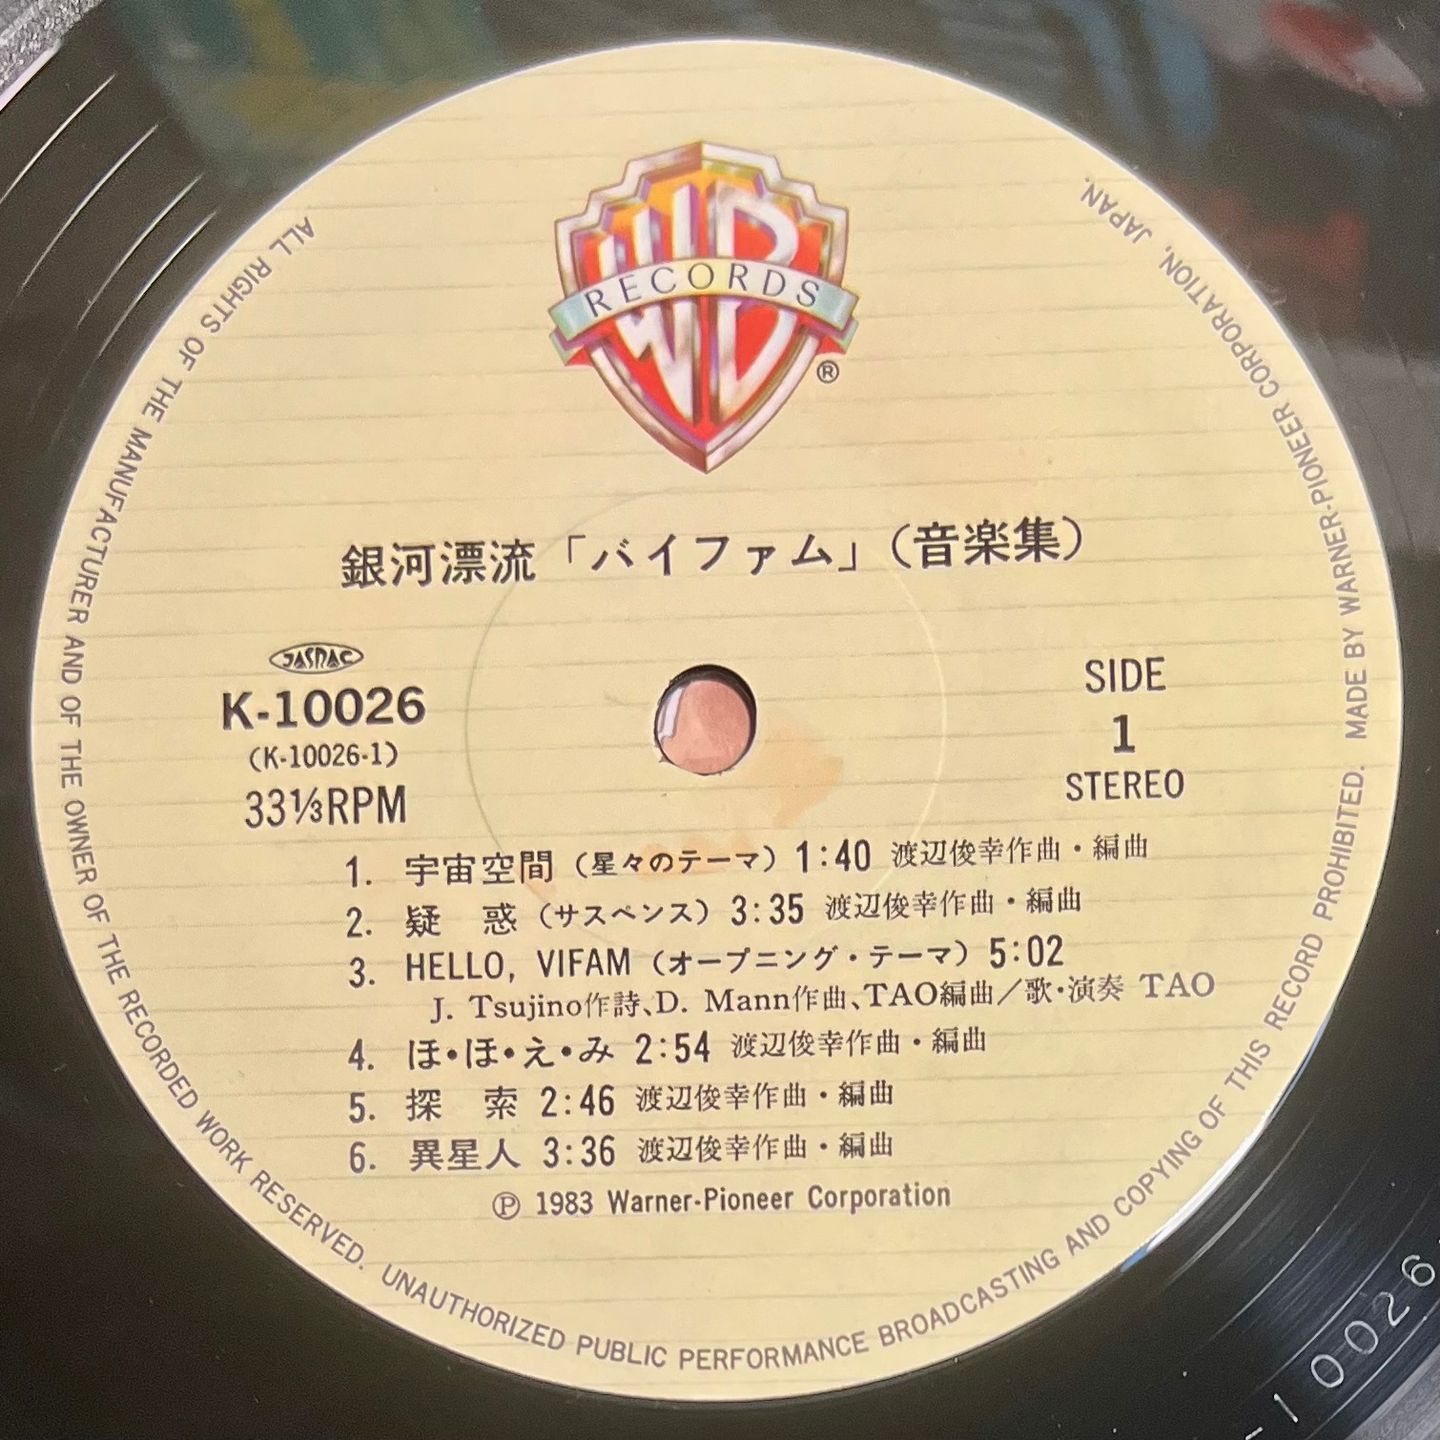 WB
RECORDS
®
銀河漂流「バイファム」(音楽集)
JASRAC
K-10026
(K-10026-1)
33⅓RPM
SIDE
1
STEREO
1. 宇宙空間(星々のテーマ)1:40 渡辺俊幸作曲・編曲
2. 疑 惑(サスペンス)3:35 渡辺俊幸作曲・編曲
3. HELLO, VIFAM(オープニング・テーマ)5:02
J. Tsujino作詩、D. Mann作曲、TAO編曲/歌・演奏 TAO
4. ほ・ほ・え・み 2:54 渡辺俊幸作曲・編曲
5. 探 索 2:46 渡辺俊幸作曲・編曲
6. 異星人 3:36 渡辺俊幸作曲・編曲
Ⓟ 1983 Warner-Pioneer Corporation
ALL RIGHTS OF THE MANUFACTURER AND OF THE OWNER OF THE RECORDED WORK RESERVED. UNAUTHORIZED PUBLIC PERFORMANCE BROADCASTING AND COPYING OF THIS RECORD PROHIBITED. MADE BY WARNER-PIONEER CORPORATION, JAPAN.
-10026